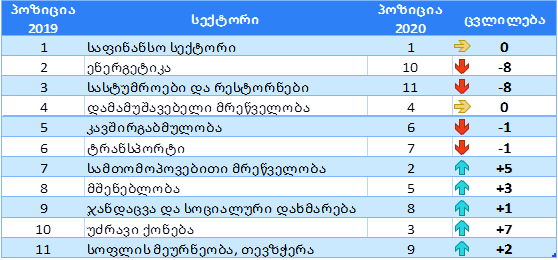 პოზიცია 2019 სექტორი პოზიცია 2020 ცვლილება
1 საფინანსო სექტორი 1 0
2 ენერგეტიკა 10 -8
3 სასტუმროები და რესტორნები 11 -8
4 დამამუშავებელი მრეწველობა 4 0
5 კავშირგაბმულობა 6 -1
6 ტრანსპორტი 7 -1
7 სამთომოპოვებითი მრეწველობა 2 +5
8 მშენებლობა 5 +3
9 ჯანდაცვა და სოციალური დახმარება 8 +1
10 უძრავი ქონება 3 +7
11 სოფლის მეურნეობა, თევზჭერა 9 +2